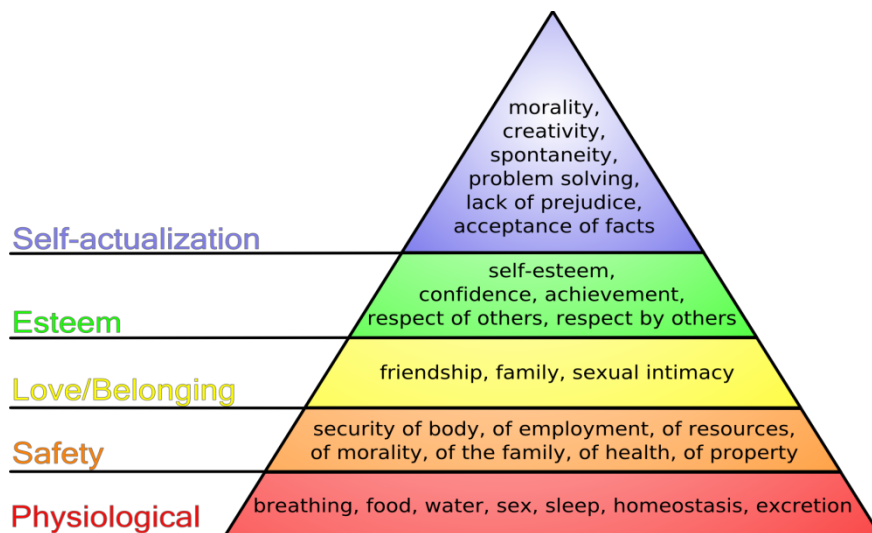 morality,
creativity,
spontaneity,
problem solving,
lack of prejudice,
acceptance of facts
Self-actualization
self-esteem,
confidence, achievement,
respect of others, respect by others
Esteem
friendship, family, sexual intimacy
Love/Belonging
security of body, of employment, of resources,
of morality, of the family, of health, of property
Safety
breathing, food, water, sex, sleep, homeostasis, excretion
Physiological